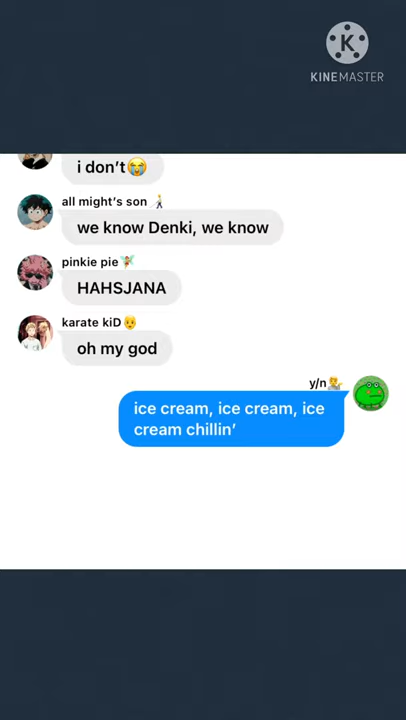 KINEMASTER
i don't😭
all might's son
we know Denki, we know
pinkie pie
HAHSJANA
karate kiD
oh my god
y/n
ice cream, ice cream, ice
cream chillin'